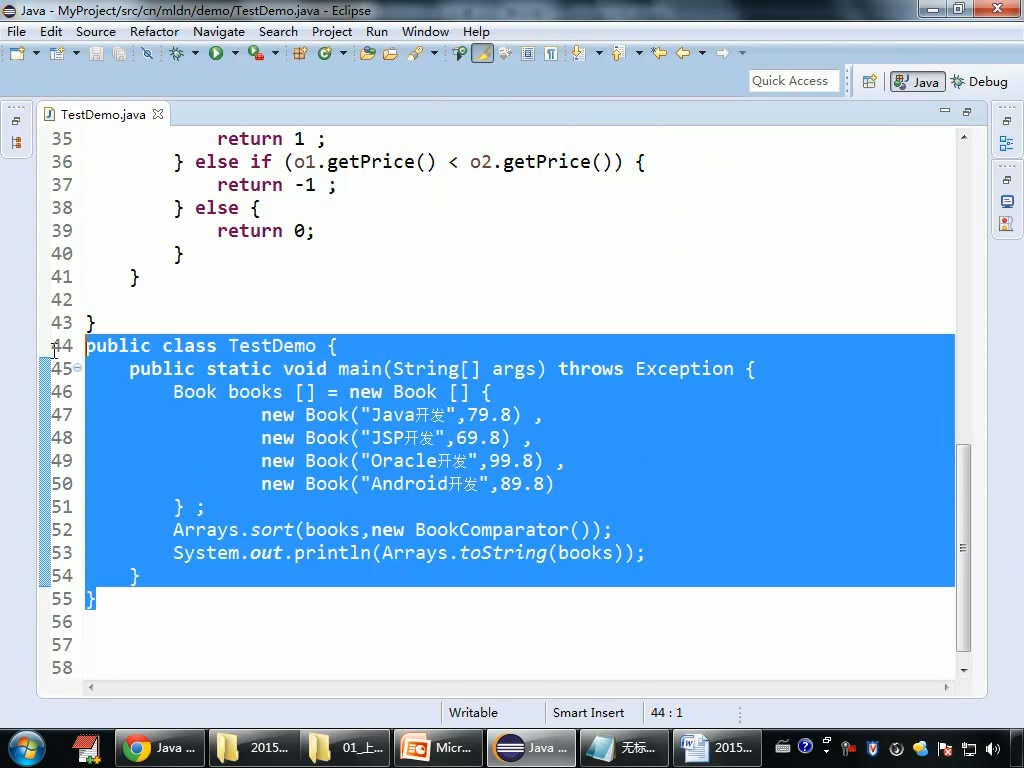 Java - MyProject/src/cn/mldn/demo/TestDemo.java - Eclipse
File Edit Source Refactor Navigate Search Project Run Window Help
Quick Access Java Debug
TestDemo.java
35 return 1 ;
36 } else if (o1.getPrice() < o2.getPrice()) {
37 return -1 ;
38 } else {
39 return 0;
40 }
41 }
42
43 }
44 public class TestDemo {
45 public static void main(String[] args) throws Exception {
46 Book books [] = new Book [] {
47 new Book("Java开发",79.8) ,
48 new Book("JSP开发",69.8) ,
49 new Book("Oracle开发",99.8) ,
50 new Book("Android开发",89.8)
51 } ;
52 Arrays.sort(books,new BookComparator());
53 System.out.println(Arrays.toString(books));
54 }
55 }
56
57
58
Writable Smart Insert 44 : 1
Java ... 2015... 01_上... Micr... Java ... 无标... 2015...